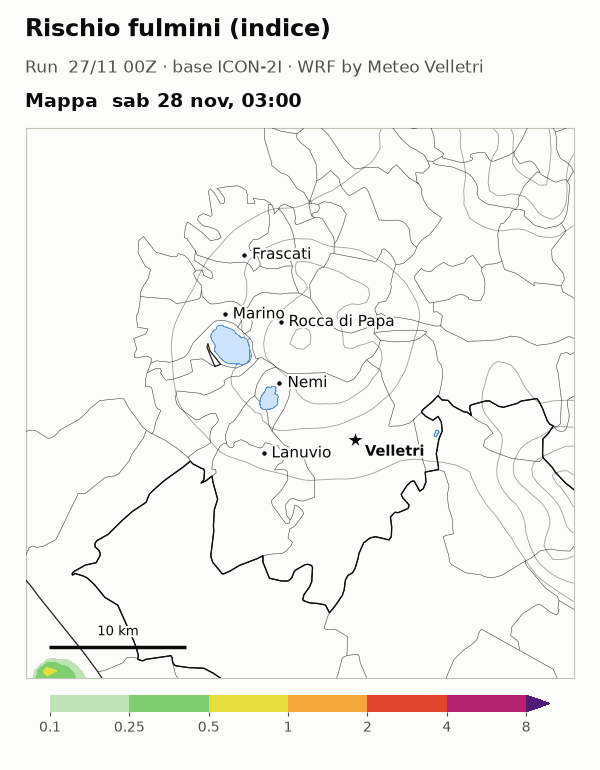 Rischio fulmini (indice)
Run  27/11 00Z · base ICON-2I · WRF by Meteo Velletri
Mappa  sab 28 nov, 03:00
Frascati
Marino
Rocca di Papa
Nemi
Velletri
Lanuvio
10 km
0.1 0.25 0.5 1 2 4 8